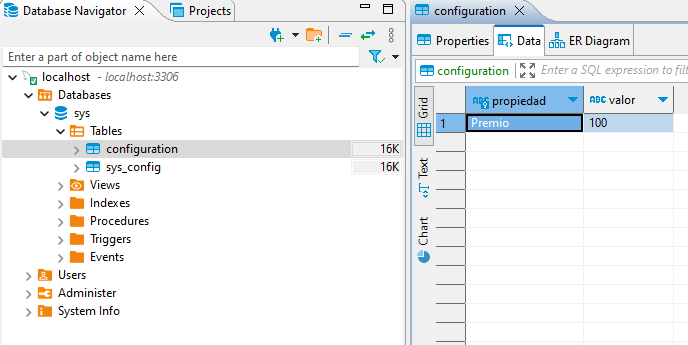 Database Navigator
Projects
Enter a part of object name here
localhost - localhost:3306
Databases
sys
Tables
configuration 16K
sys_config 16K
Views
Indexes
Procedures
Triggers
Events
Users
Administer
System Info
configuration
Properties
Data
ER Diagram
configuration
Enter a SQL expression to filt
Grid
Text
Chart
ABC propiedad
ABC valor
1 Premio 100